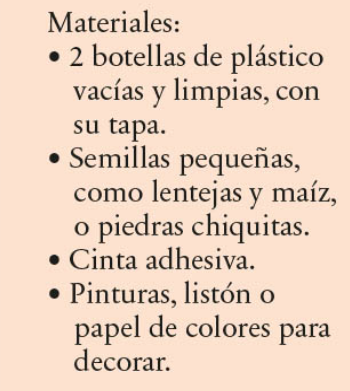 Materiales:
• 2 botellas de plástico
vacías y limpias, con
su tapa.
• Semillas pequeñas,
como lentejas y maíz,
o piedras chiquitas.
• Cinta adhesiva.
• Pinturas, listón o
papel de colores para
decorar.